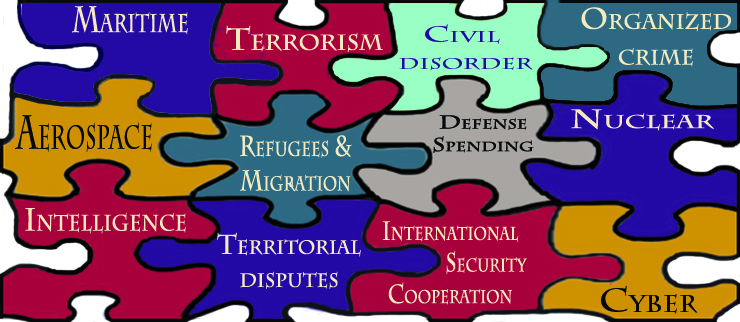 Maritime
Terrorism
Civil
disorder
Organized
crime
Aerospace
Refugees &
Migration
Defense
Spending
Nuclear
Intelligence
Territorial
disputes
International
Security
Cooperation
Cyber